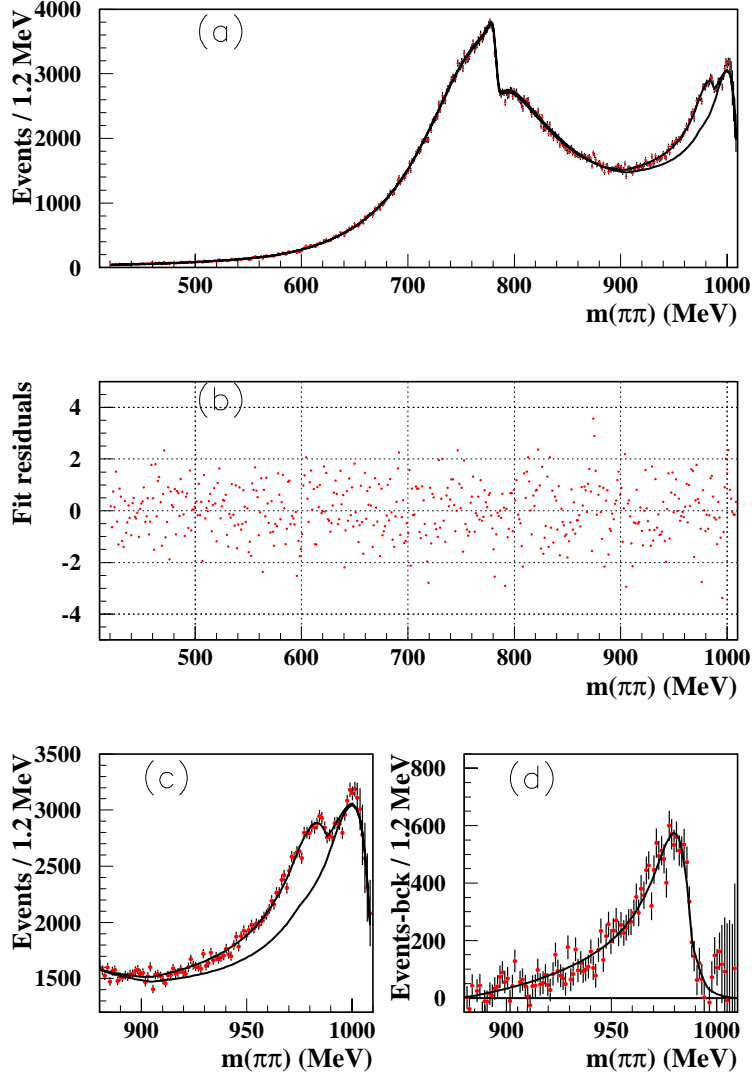 (a)
Events / 1.2 MeV
4000
3000
2000
1000
0
500 600 700 800 900 1000
m(ππ) (MeV)
(b)
Fit residuals
4
2
0
-2
-4
500 600 700 800 900 1000
m(ππ) (MeV)
(c)
Events / 1.2 MeV
3500
3000
2500
2000
1500
900 950 1000
m(ππ) (MeV)
(d)
Events-bck / 1.2 MeV
800
600
400
200
0
900 950 1000
m(ππ) (MeV)